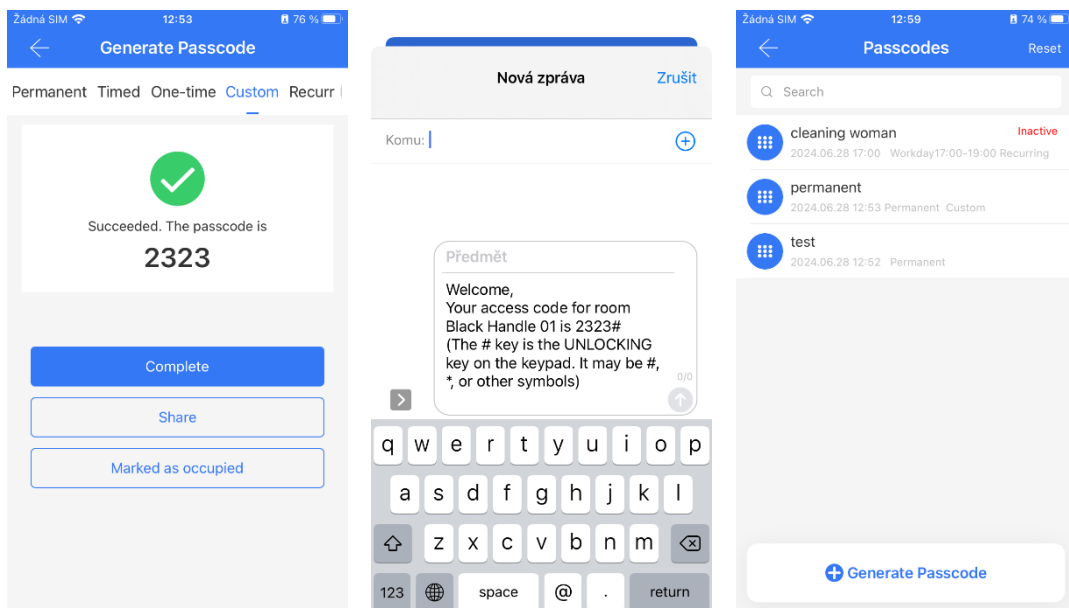 Žádná SIM 12:53 76 %
Generate Passcode
Permanent Timed One-time Custom Recurr
Succeeded. The passcode is
2323
Complete
Share
Marked as occupied
Nová zpráva Zrušit
Komu:
Předmět
Welcome,
Your access code for room
Black Handle 01 is 2323#
(The # key is the UNLOCKING
key on the keypad. It may be #,
*, or other symbols)
0/0
q w e r t y u i o p
a s d f g h j k l
z x c v b n m
123 space @ . return
Žádná SIM 12:59 74 %
Passcodes Reset
Search
cleaning woman Inactive
2024.06.28 17:00 Workday17:00-19:00 Recurring
permanent
2024.06.28 12:53 Permanent Custom
test
2024.06.28 12:52 Permanent
Generate Passcode